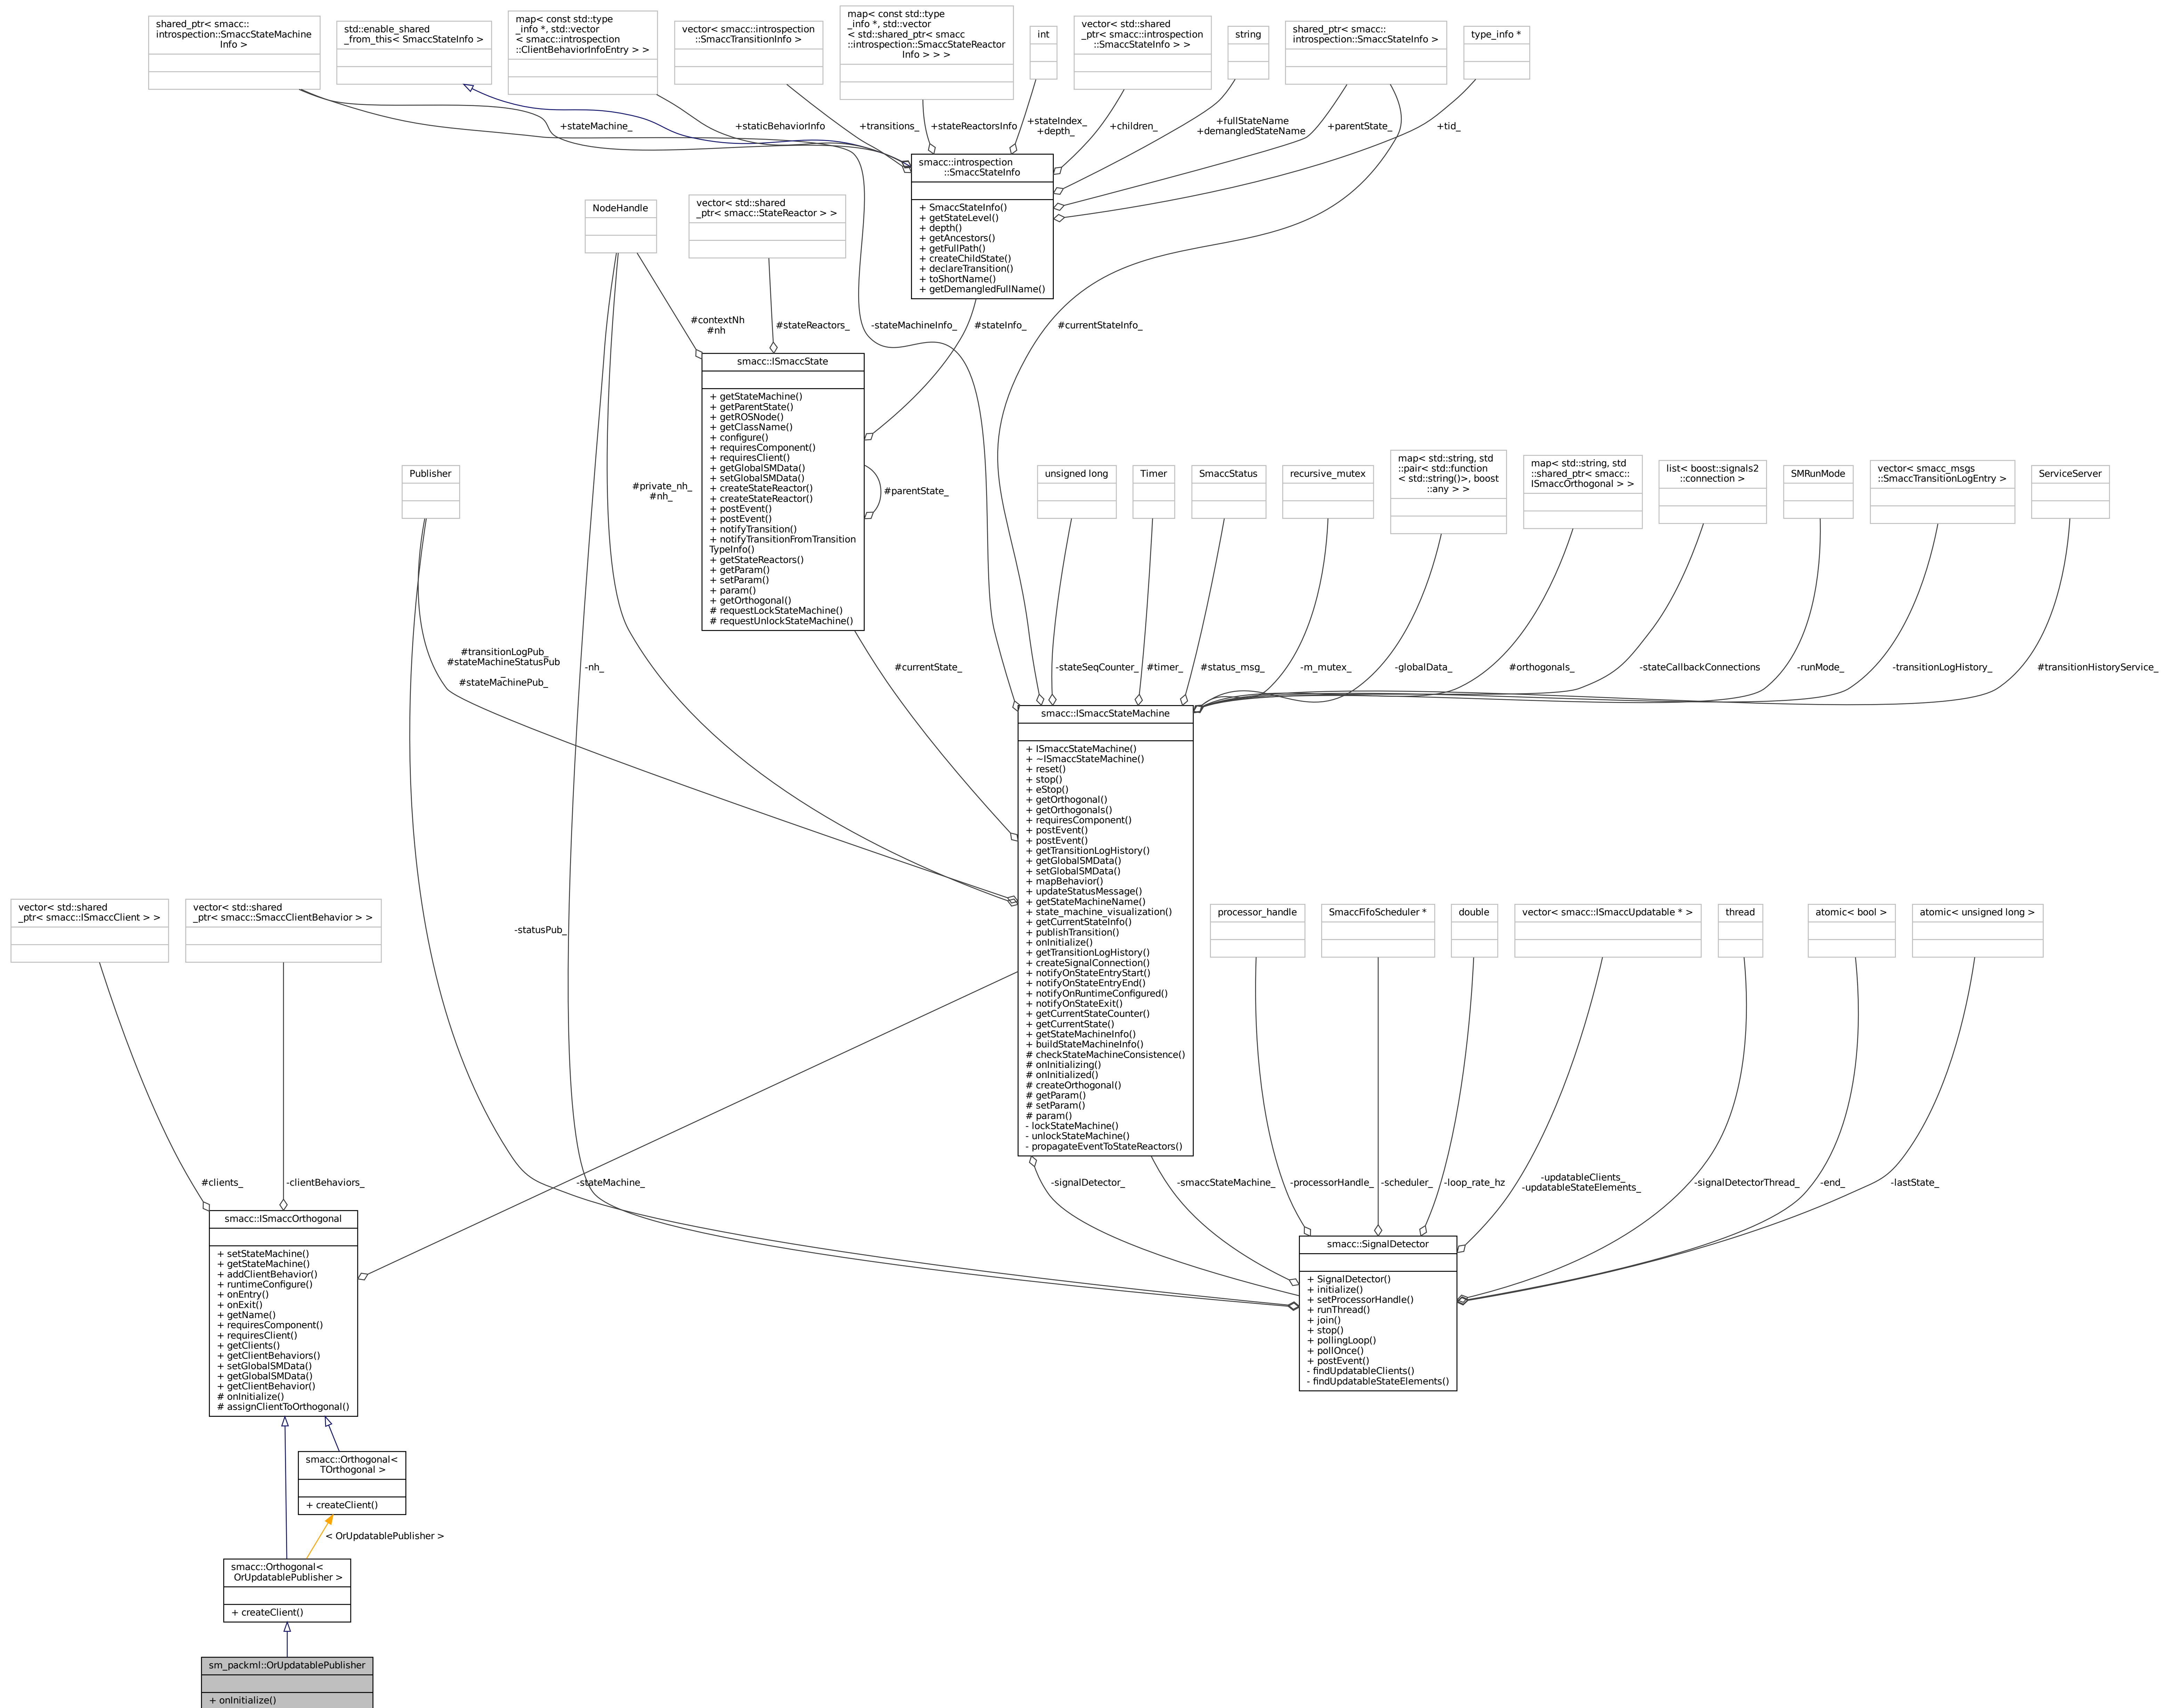 shared_ptr< smacc::
introspection::SmaccStateMachine
Info >
std::enable_shared
_from_this< SmaccStateInfo >
map< const std::type
_info *, std::vector
< smacc::introspection
::ClientBehaviorInfoEntry > >
vector< smacc::introspection
::SmaccTransitionInfo >
map< const std::type
_info *, std::vector
< std::shared_ptr< smacc
::introspection::SmaccStateReactor
Info > > >
int
vector< std::shared
_ptr< smacc::introspection
::SmaccStateInfo > >
string
shared_ptr< smacc::
introspection::SmaccStateInfo >
type_info *
+stateMachine_
+staticBehaviorInfo
+transitions_
+stateReactorsInfo
+stateIndex_
+depth_
+children_
+fullStateName
+demangledStateName
+parentState_
+tid_
smacc::introspection
::SmaccStateInfo
+ SmaccStateInfo()
+ getStateLevel()
+ depth()
+ getAncestors()
+ getFullPath()
+ createChildState()
+ declareTransition()
+ toShortName()
+ getDemangledFullName()
NodeHandle
vector< std::shared
_ptr< smacc::StateReactor > >
#contextNh
#nh
#stateReactors_
-stateMachineInfo_
#stateInfo_
#currentStateInfo_
smacc::ISmaccState
+ getStateMachine()
+ getParentState()
+ getROSNode()
+ getClassName()
+ configure()
+ requiresComponent()
+ requiresClient()
+ getGlobalSMData()
+ setGlobalSMData()
+ createStateReactor()
+ createStateReactor()
+ postEvent()
+ postEvent()
+ notifyTransition()
+ notifyTransitionFromTransition
TypeInfo()
+ getStateReactors()
+ getParam()
+ setParam()
+ param()
+ getOrthogonal()
# requestLockStateMachine()
# requestUnlockStateMachine()
#private_nh_
#nh_
#parentState_
Publisher
unsigned long
Timer
SmaccStatus
recursive_mutex
map< std::string, std
::pair< std::function
< std::string()>, boost
::any > >
map< std::string, std
::shared_ptr< smacc::
ISmaccOrthogonal > >
list< boost::signals2
::connection >
SMRunMode
vector< smacc_msgs
::SmaccTransitionLogEntry >
ServiceServer
#transitionLogPub_
#stateMachineStatusPub
_
#stateMachinePub_
-nh_
#currentState_
-stateSeqCounter_
#timer_
#status_msg_
-m_mutex_
-globalData_
#orthogonals_
-stateCallbackConnections
-runMode_
-transitionLogHistory_
#transitionHistoryService_
smacc::ISmaccStateMachine
+ ISmaccStateMachine()
+ ~ISmaccStateMachine()
+ reset()
+ stop()
+ eStop()
+ getOrthogonal()
+ getOrthogonals()
+ requiresComponent()
+ postEvent()
+ postEvent()
+ getTransitionLogHistory()
+ getGlobalSMData()
+ setGlobalSMData()
+ mapBehavior()
+ updateStatusMessage()
+ getStateMachineName()
+ state_machine_visualization()
+ getCurrentStateInfo()
+ publishTransition()
+ onInitialize()
+ getTransitionLogHistory()
+ createSignalConnection()
+ notifyOnStateEntryStart()
+ notifyOnStateEntryEnd()
+ notifyOnRuntimeConfigured()
+ notifyOnStateExit()
+ getCurrentStateCounter()
+ getCurrentState()
+ getStateMachineInfo()
+ buildStateMachineInfo()
# checkStateMachineConsistence()
# onInitializing()
# onInitialized()
# createOrthogonal()
# getParam()
# setParam()
# param()
- lockStateMachine()
- unlockStateMachine()
- propagateEventToStateReactors()
vector< std::shared
_ptr< smacc::ISmaccClient > >
vector< std::shared
_ptr< smacc::SmaccClientBehavior > >
-statusPub_
processor_handle
SmaccFifoScheduler *
double
vector< smacc::ISmaccUpdatable * >
thread
atomic< bool >
atomic< unsigned long >
#clients_
-clientBehaviors_
-stateMachine_
-signalDetector_
-smaccStateMachine_
-processorHandle_
-scheduler_
-loop_rate_hz
-updatableClients_
-updatableStateElements_
-signalDetectorThread_
-end_
-lastState_
smacc::ISmaccOrthogonal
+ setStateMachine()
+ getStateMachine()
+ addClientBehavior()
+ runtimeConfigure()
+ onEntry()
+ onExit()
+ getName()
+ requiresComponent()
+ requiresClient()
+ getClients()
+ getClientBehaviors()
+ setGlobalSMData()
+ getGlobalSMData()
+ getClientBehavior()
# onInitialize()
# assignClientToOrthogonal()
smacc::SignalDetector
+ SignalDetector()
+ initialize()
+ setProcessorHandle()
+ runThread()
+ join()
+ stop()
+ pollingLoop()
+ pollOnce()
+ postEvent()
- findUpdatableClients()
- findUpdatableStateElements()
smacc::Orthogonal<
TOrthogonal >
+ createClient()
< OrUpdatablePublisher >
smacc::Orthogonal<
OrUpdatablePublisher >
+ createClient()
sm_packml::OrUpdatablePublisher
+ onInitialize()